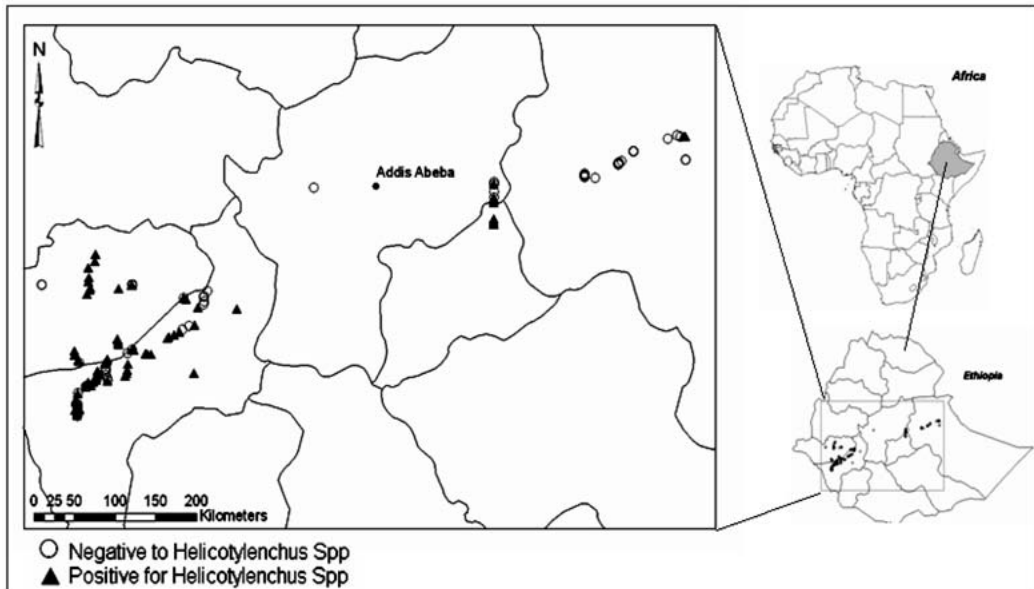 N
Addis Abeba
0 25 50 100 150 200
Kilometers
Negative to Helicotylenchus Spp
Positive for Helicotylenchus Spp
Africa
Ethiopia